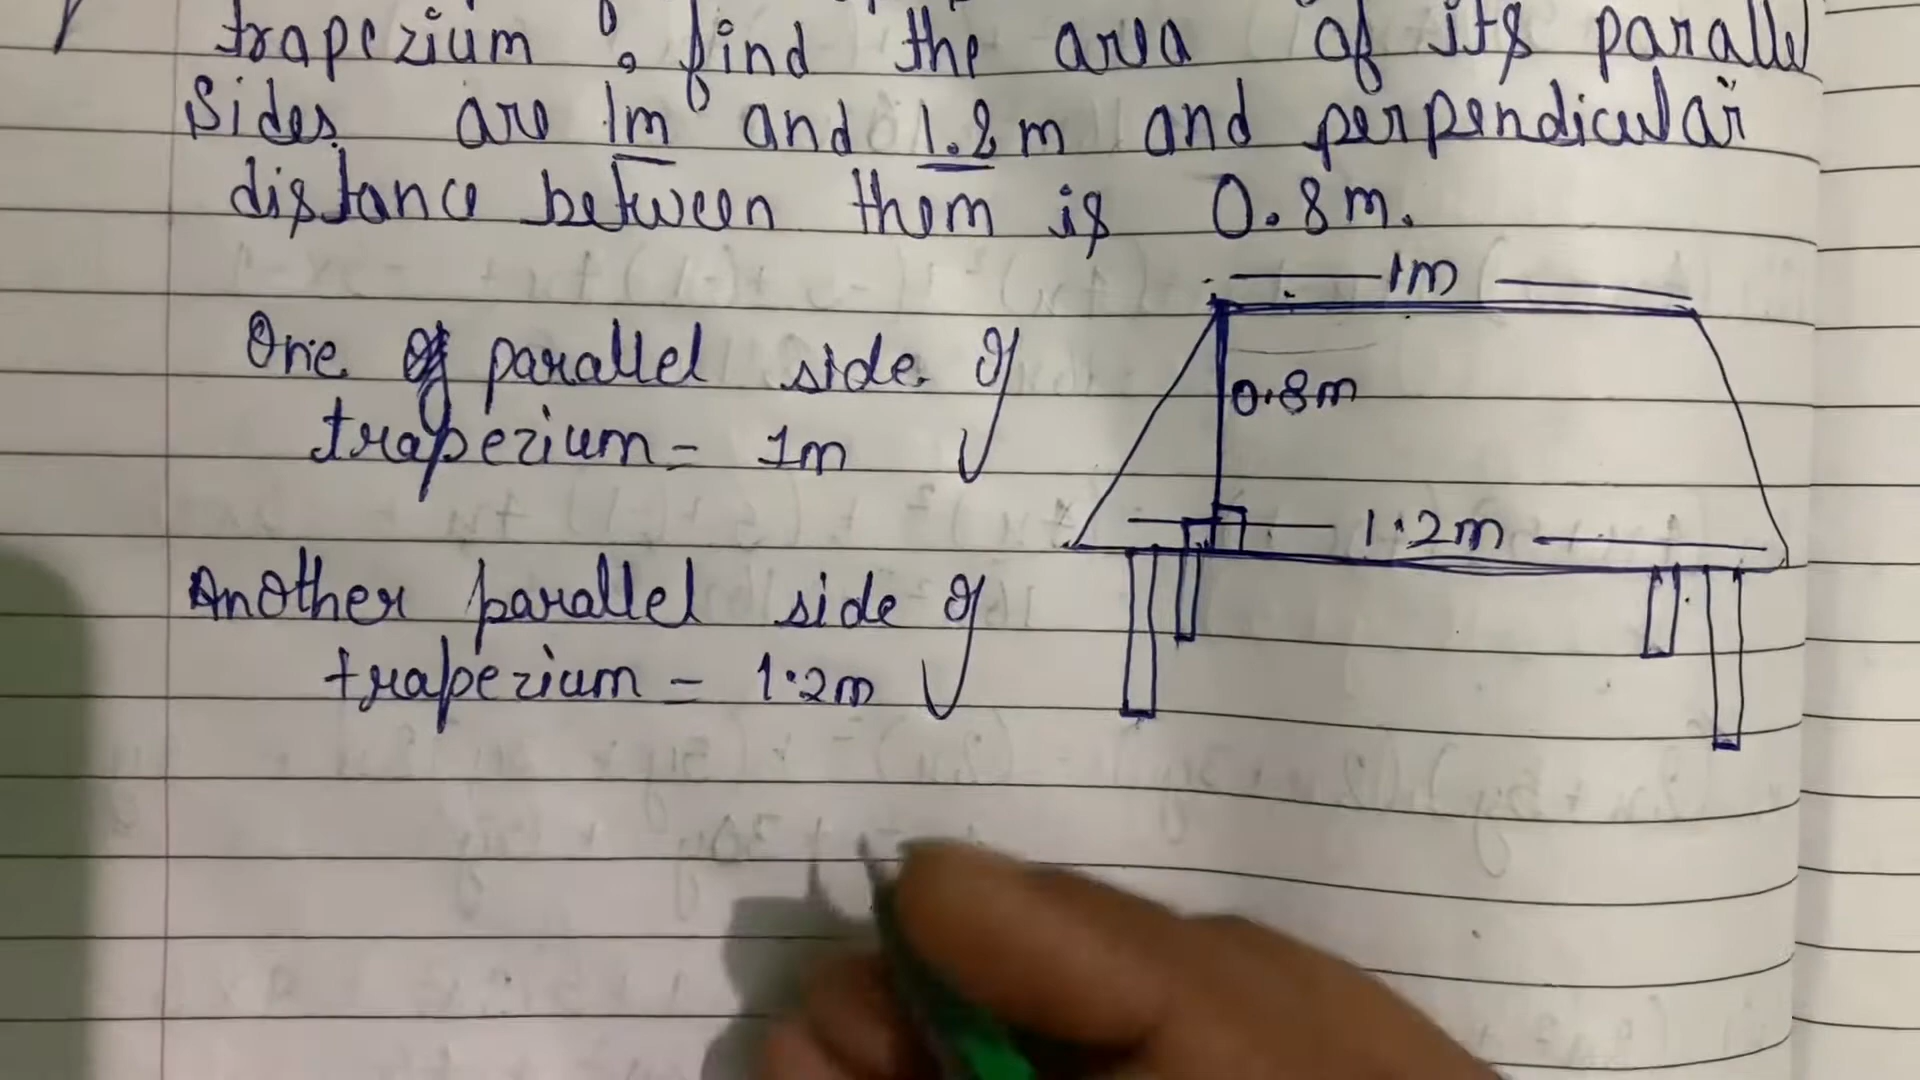 trapezium : find the area of its parallel
Sides are 1m and 1.2m and perpendicular
distance between them is 0.8m.
1m
One of parallel side of
0.8m
trapezium = 1m
1.2m
Another parallel side of
trapezium = 1.2m